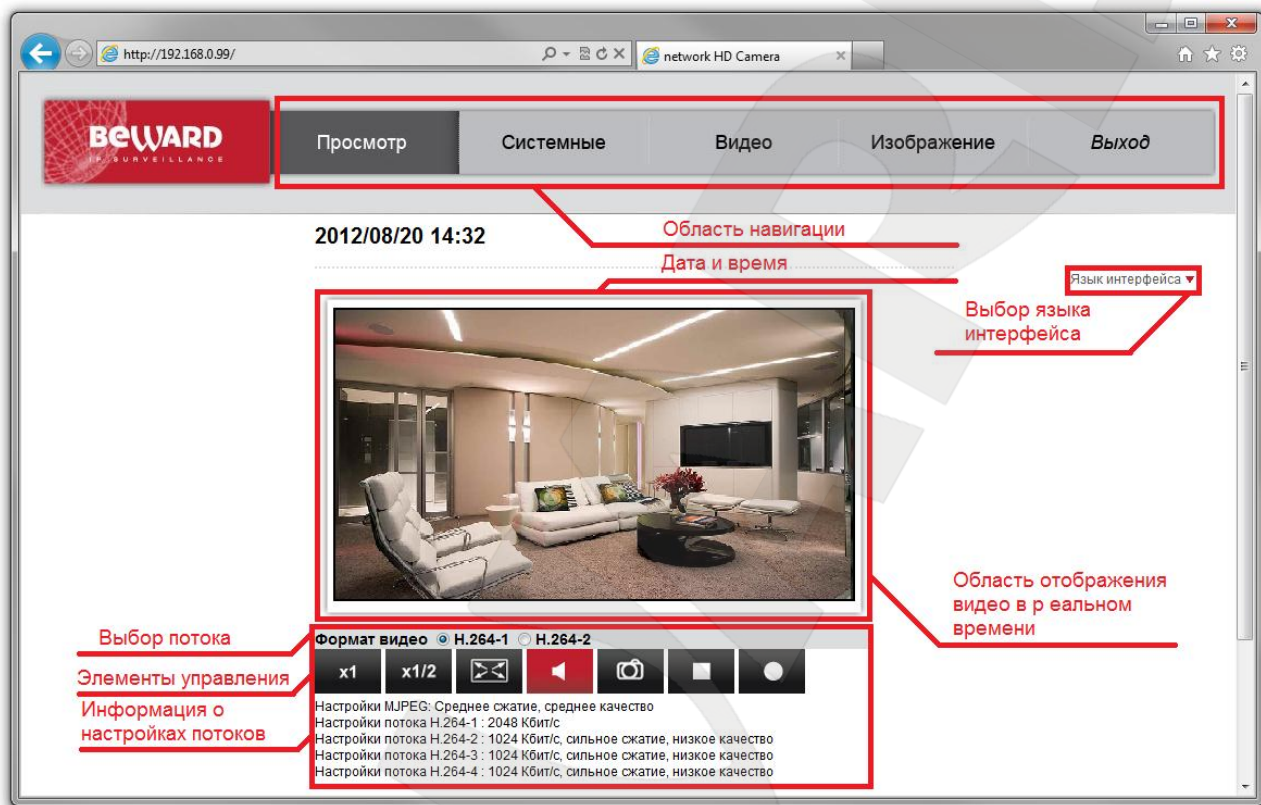 http://192.168.0.99/
network HD Camera
BEWARD
IP SURVEILLANCE
Просмотр
Системные
Видео
Изображение
Выход
2012/08/20 14:32
Область навигации
Дата и время
Язык интерфейса
Выбор языка
интерфейса
Область отображения
видео в р еальном
времени
Выбор потока
Формат видео H.264-1 H.264-2
Элементы управления
x1
x1/2
Информация о
настройках потоков
Настройки MJPEG: Среднее сжатие, среднее качество
Настройки потока H.264-1 : 2048 Кбит/с
Настройки потока H.264-2 : 1024 Кбит/с, сильное сжатие, низкое качество
Настройки потока H.264-3 : 1024 Кбит/с, сильное сжатие, низкое качество
Настройки потока H.264-4 : 1024 Кбит/с, сильное сжатие, низкое качество